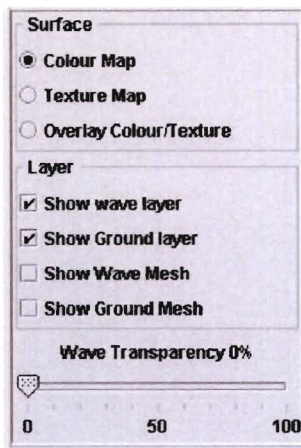 Surface
Colour Map
Texture Map
Overlay Colour/Texture
Layer
Show wave layer
Show Ground layer
Show Wave Mesh
Show Ground Mesh
Wave Transparency 0%
0 50 100